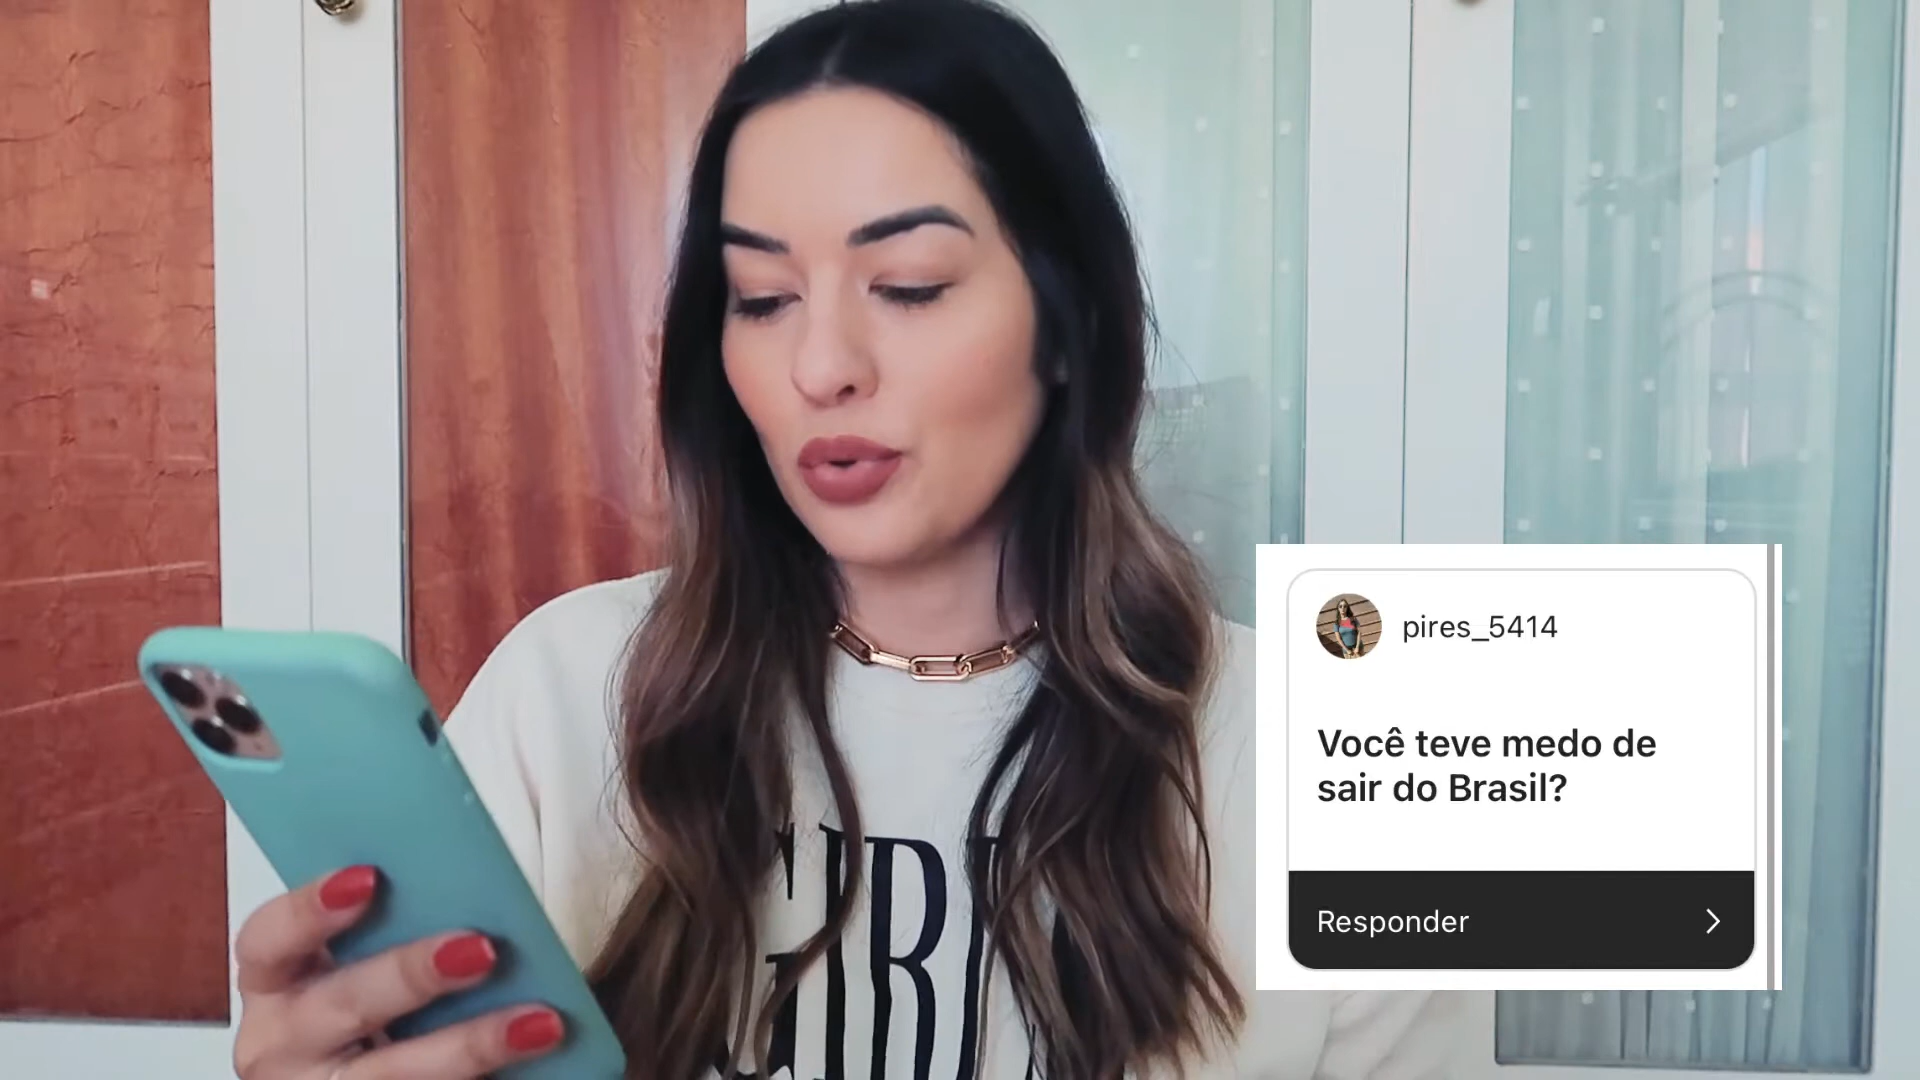 pires_5414
Você teve medo de
sair do Brasil?
Responder